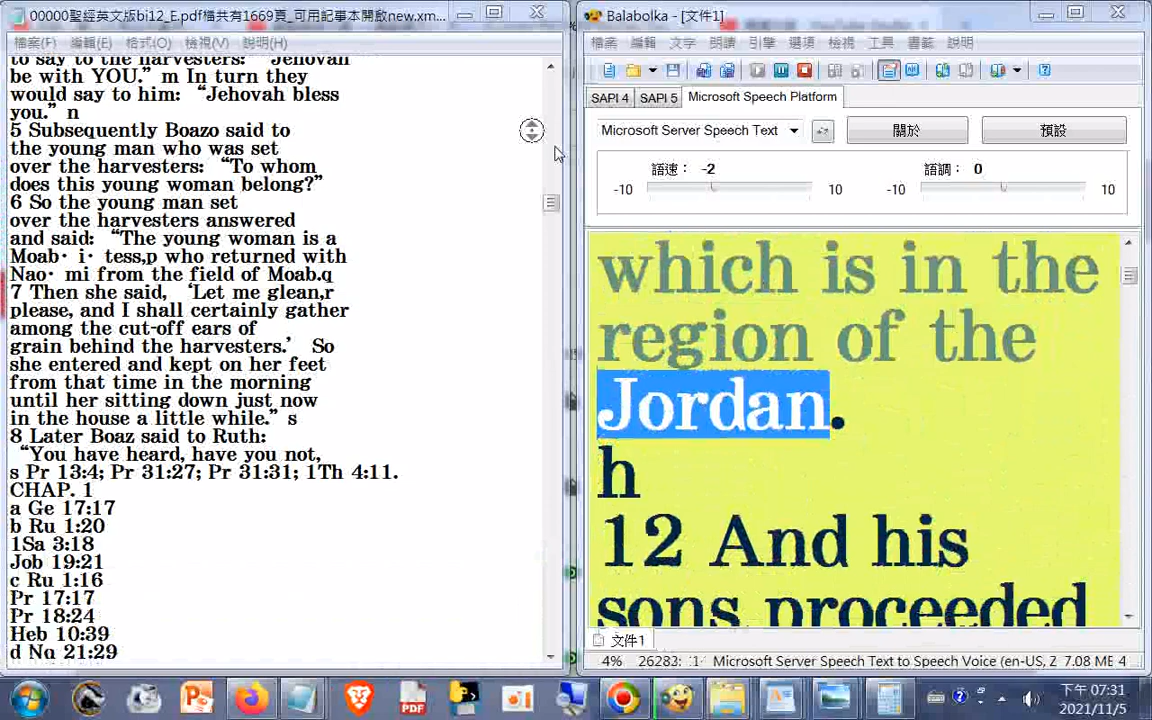 00000聖經英文版bi12_E.pdf檔共有1669頁_可用記事本開啟new.xm...
檔案(F) 編輯(E) 格式(O) 檢視(V) 說明(H)
to say to the harvesters: “Jehovah
be with YOU.” m In turn they
would say to him: “Jehovah bless
you.” n
5 Subsequently Boazo said to
the young man who was set
over the harvesters: “To whom
does this young woman belong?”
6 So the young man set
over the harvesters answered
and said: “The young woman is a
Moab· i· tess,p who returned with
Nao· mi from the field of Moab.q
7 Then she said, ‘Let me glean,r
please, and I shall certainly gather
among the cut-off ears of
grain behind the harvesters.’ So
she entered and kept on her feet
from that time in the morning
until her sitting down just now
in the house a little while.” s
8 Later Boaz said to Ruth:
“You have heard, have you not,
s Pr 13:4; Pr 31:27; Pr 31:31; 1Th 4:11.
CHAP. 1
a Ge 17:17
b Ru 1:20
1Sa 3:18
Job 19:21
c Ru 1:16
Pr 17:17
Pr 18:24
Heb 10:39
d Nu 21:29
Balabolka - [文件1]
檔案 編輯 文字 朗讀 引擎 選項 檢視 工具 書籤 說明
SAPI 4 SAPI 5 Microsoft Speech Platform
Microsoft Server Speech Text 關於 預設
語速： -2 語調： 0
-10 10 -10 10
which is in the
region of the
Jordan.
h
12 And his
sons proceeded
文件1
4% 26283: 1 Microsoft Server Speech Text to Speech Voice (en-US, Z 7.08 ME 4
PDF
下午 07:31
2021/11/5